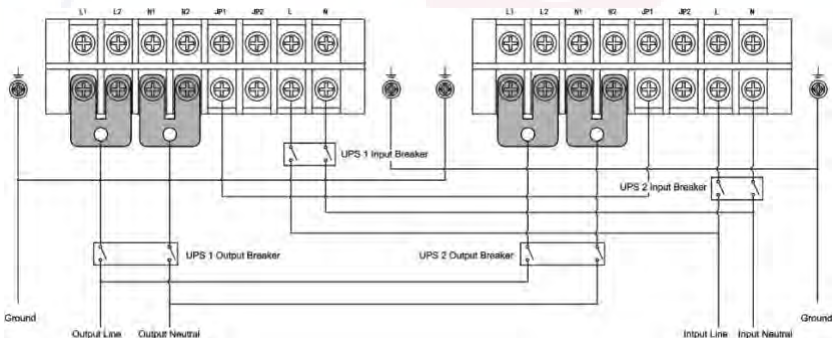 L1 L2 N1 N2 JP1 JP2 L N
L1 L2 N1 N2 JP1 JP2 L N
UPS 1 Input Breaker
UPS 2 Input Breaker
UPS 1 Output Breaker
UPS 2 Output Breaker
Ground
Output Line
Output Neutral
Intput Line
Input Neutral
Ground